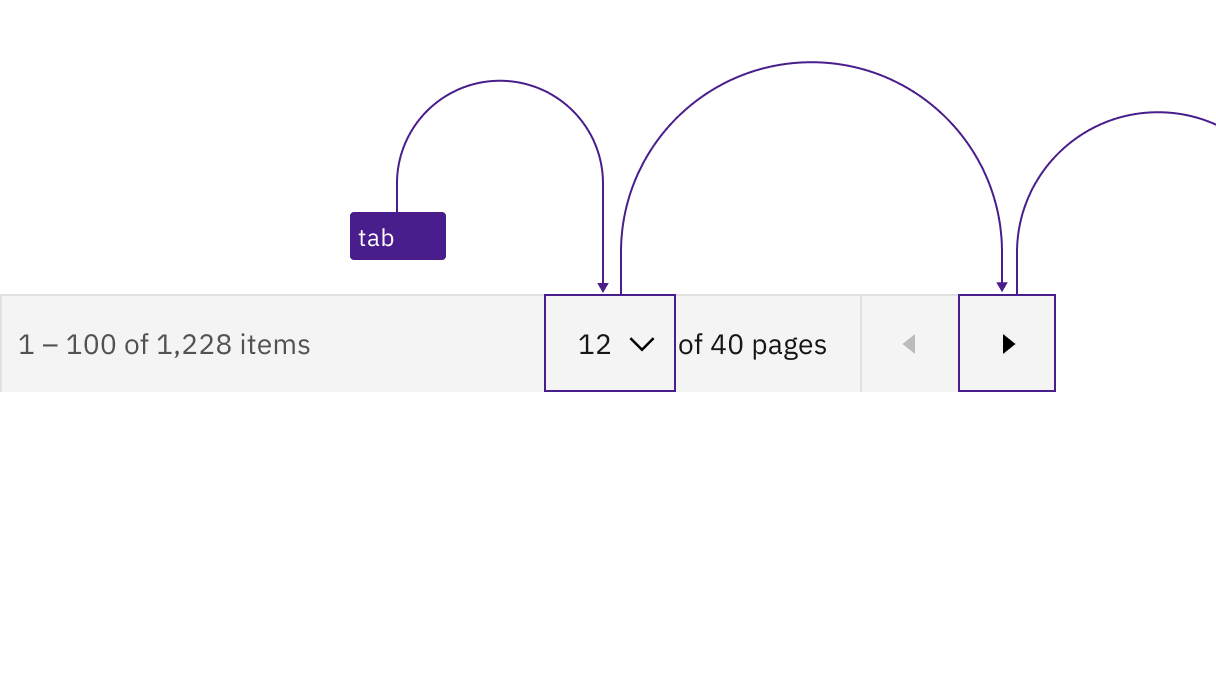 tab
1 – 100 of 1,228 items 12 of 40 pages